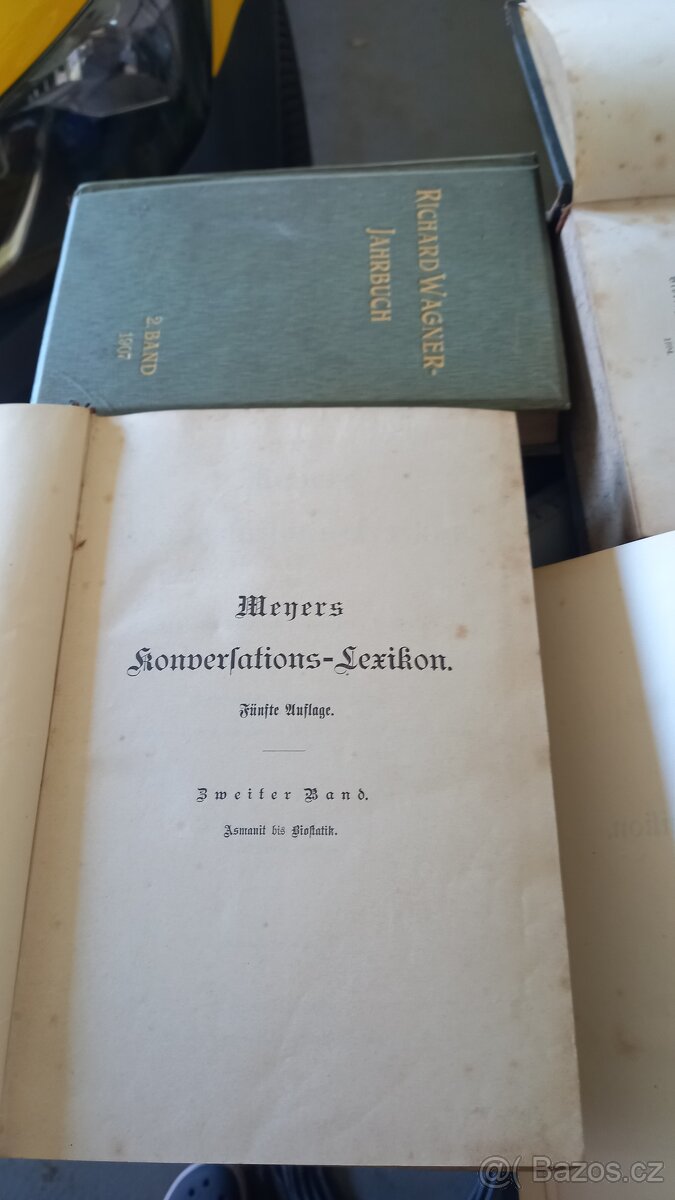 RICHARD WAGNER-
JAHRBUCH
2. BAND
1907
Meyers
Konverſations-Lexikon.
Fünfte Auflage.
Zweiter Band.
Asmanit bis Bioſtatik.
Bazos.cz